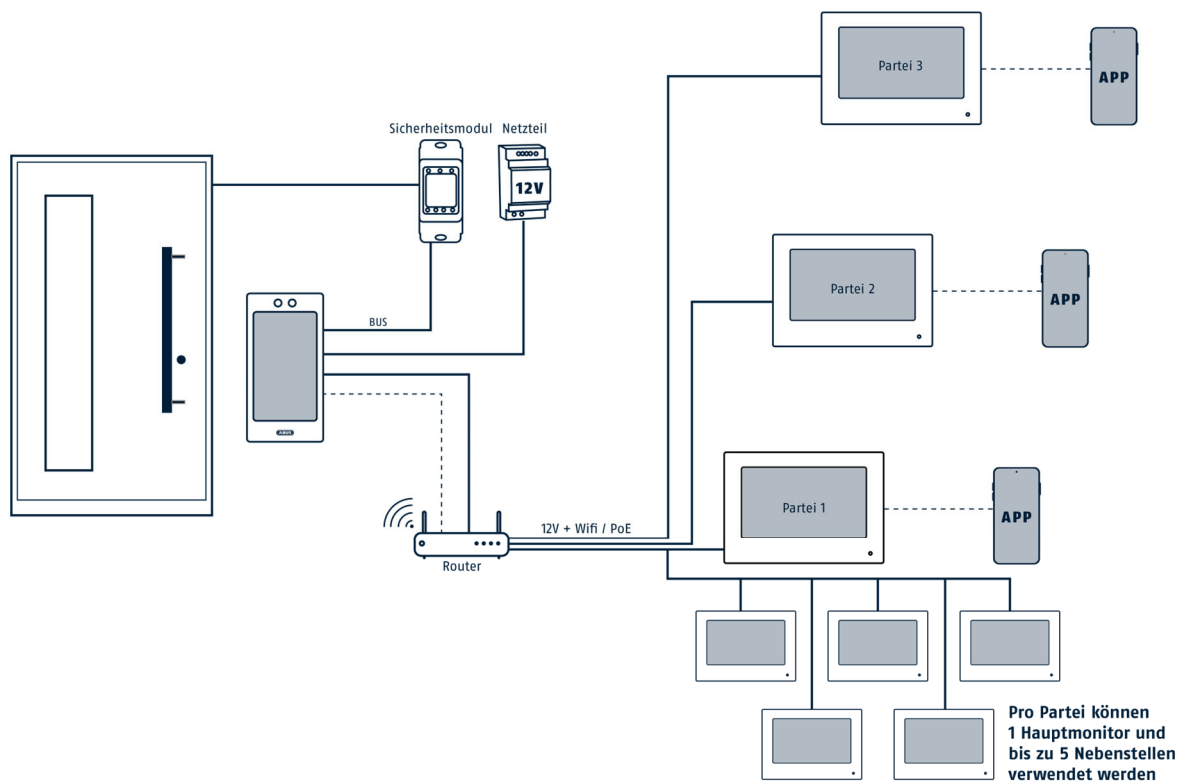 Partei 3
APP
Sicherheitsmodul
Netzteil
12V
Partei 2
APP
BUS
ABUS
Partei 1
APP
12V + Wifi / PoE
Router
Pro Partei können
1 Hauptmonitor und
bis zu 5 Nebenstellen
verwendet werden